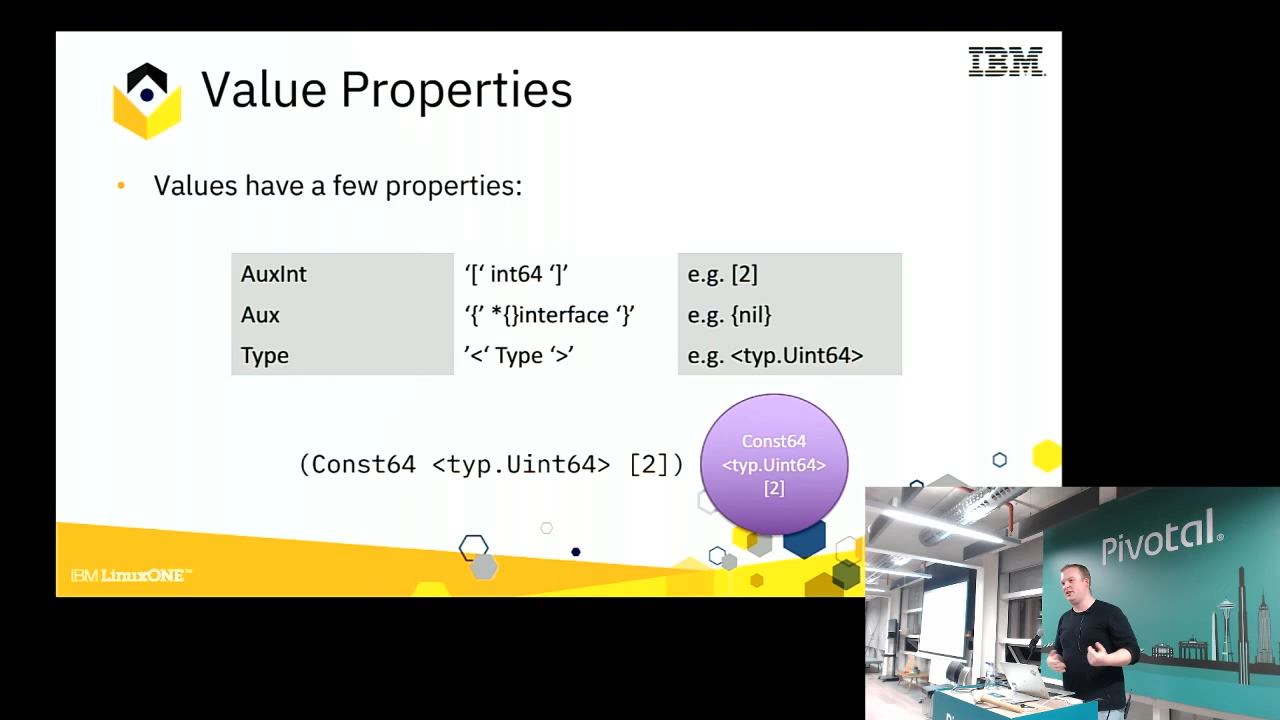 IBM
Value Properties
• Values have a few properties:
AuxInt ‘[‘ int64 ‘]’ e.g. [2]
Aux ‘{’ *{}interface ‘}’ e.g. {nil}
Type ’<‘ Type ‘>’ e.g. <typ.Uint64>
(Const64 <typ.Uint64> [2])
Const64
<typ.Uint64>
[2]
IBM LinuxONE™
Pivotal.